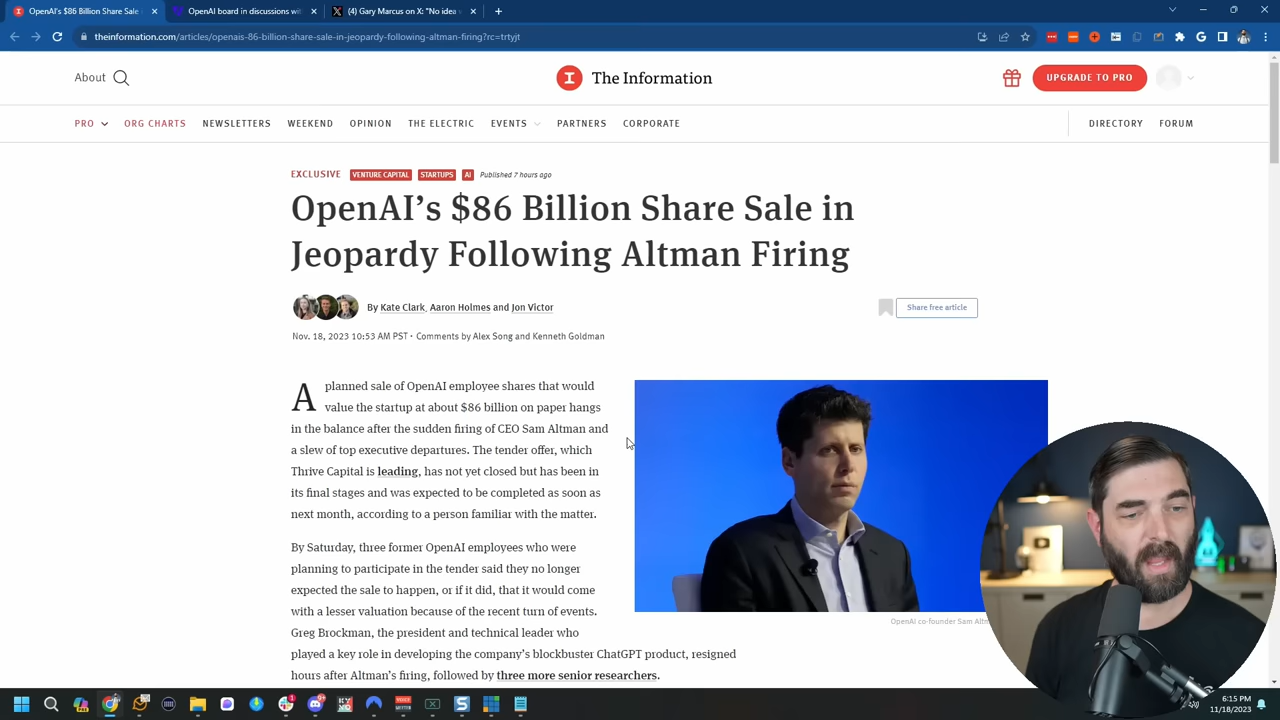 OpenAI's $86 Billion Share Sale
OpenAI board in discussions wit
Gary Marcus on X: "No idea
theinformation.com/articles/openais-86-billion-share-sale-in-jeopardy-following-altman-firing?rc=trtyjt
About
The Information
UPGRADE TO PRO
PRO ORG CHARTS NEWSLETTERS WEEKEND OPINION THE ELECTRIC EVENTS PARTNERS CORPORATE DIRECTORY FORUM
EXCLUSIVE VENTURE CAPITAL STARTUPS AI Published 7 hours ago
OpenAI's $86 Billion Share Sale in
Jeopardy Following Altman Firing
By Kate Clark, Aaron Holmes and Jon Victor
Share free article
Nov. 18, 2023 10:53 AM PST · Comments by Alex Song and Kenneth Goldman
A planned sale of OpenAI employee shares that would
value the startup at about $86 billion on paper hangs
in the balance after the sudden firing of CEO Sam Altman and
a slew of top executive departures. The tender offer, which
Thrive Capital is leading, has not yet closed but has been in
its final stages and was expected to be completed as soon as
next month, according to a person familiar with the matter.
By Saturday, three former OpenAI employees who were
planning to participate in the tender said they no longer
expected the sale to happen, or if it did, that it would come
with a lesser valuation because of the recent turn of events.
Greg Brockman, the president and technical leader who
played a key role in developing the company's blockbuster ChatGPT product, resigned
hours after Altman's firing, followed by three more senior researchers.
OpenAI co-founder Sam Altm
6:15 PM
11/18/2023